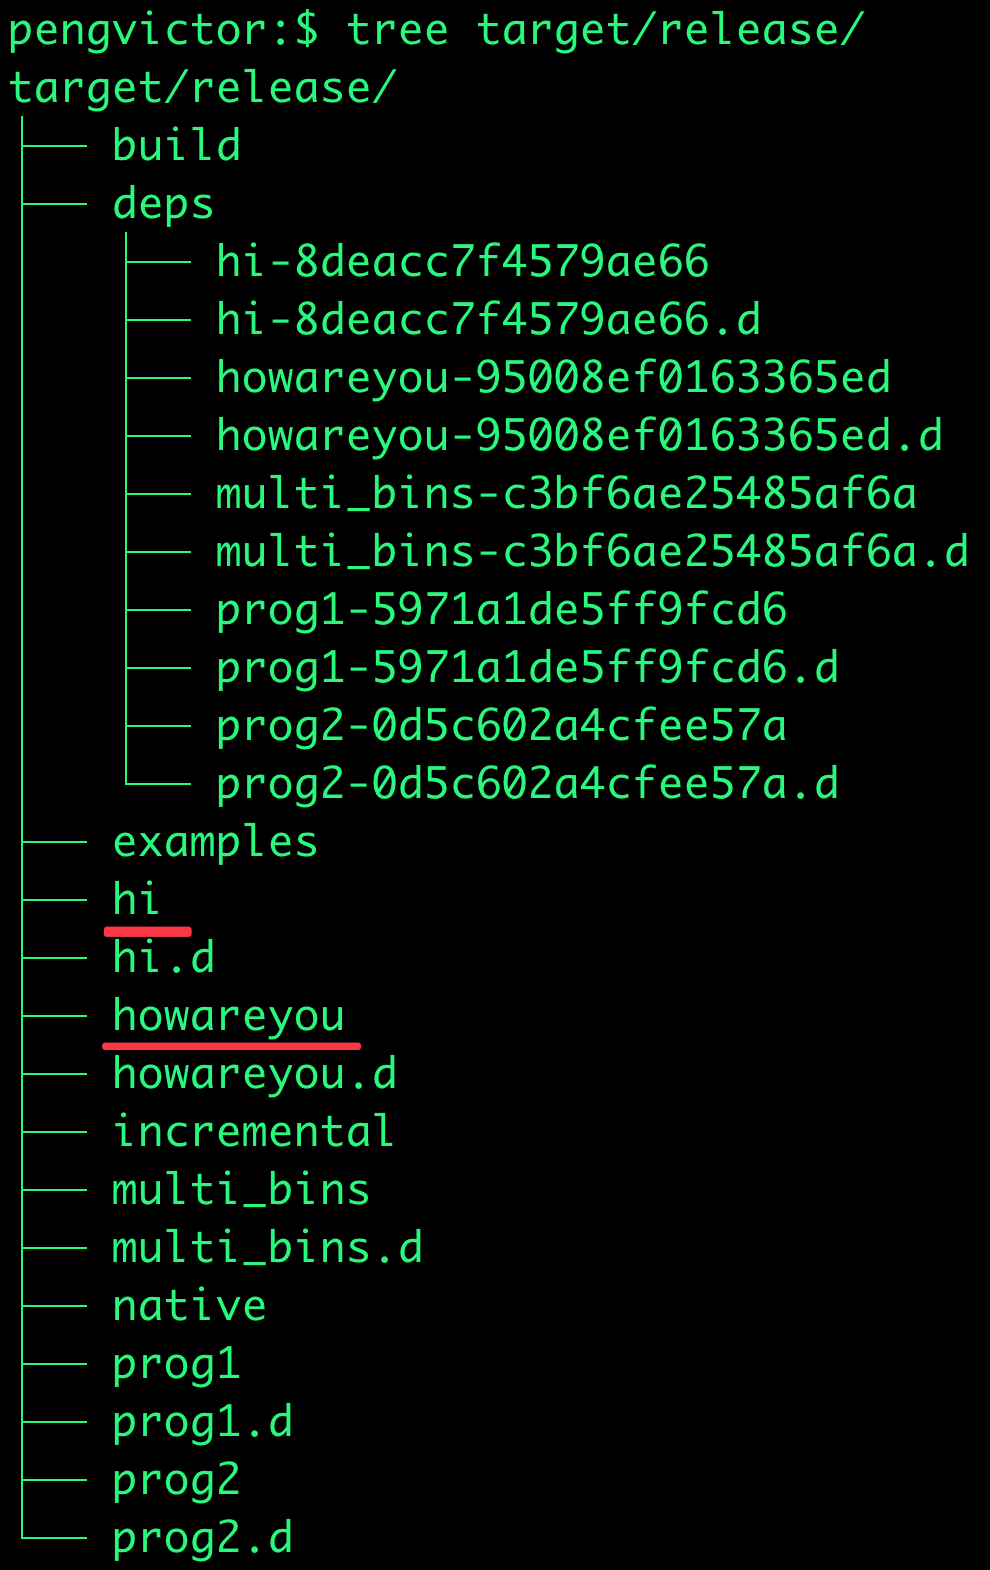 pengvictor:$ tree target/release/
target/release/
build
deps
hi-8deacc7f4579ae66
hi-8deacc7f4579ae66.d
howareyou-95008ef0163365ed
howareyou-95008ef0163365ed.d
multi_bins-c3bf6ae25485af6a
multi_bins-c3bf6ae25485af6a.d
prog1-5971a1de5ff9fcd6
prog1-5971a1de5ff9fcd6.d
prog2-0d5c602a4cfee57a
prog2-0d5c602a4cfee57a.d
examples
hi
hi.d
howareyou
howareyou.d
incremental
multi_bins
multi_bins.d
native
prog1
prog1.d
prog2
prog2.d